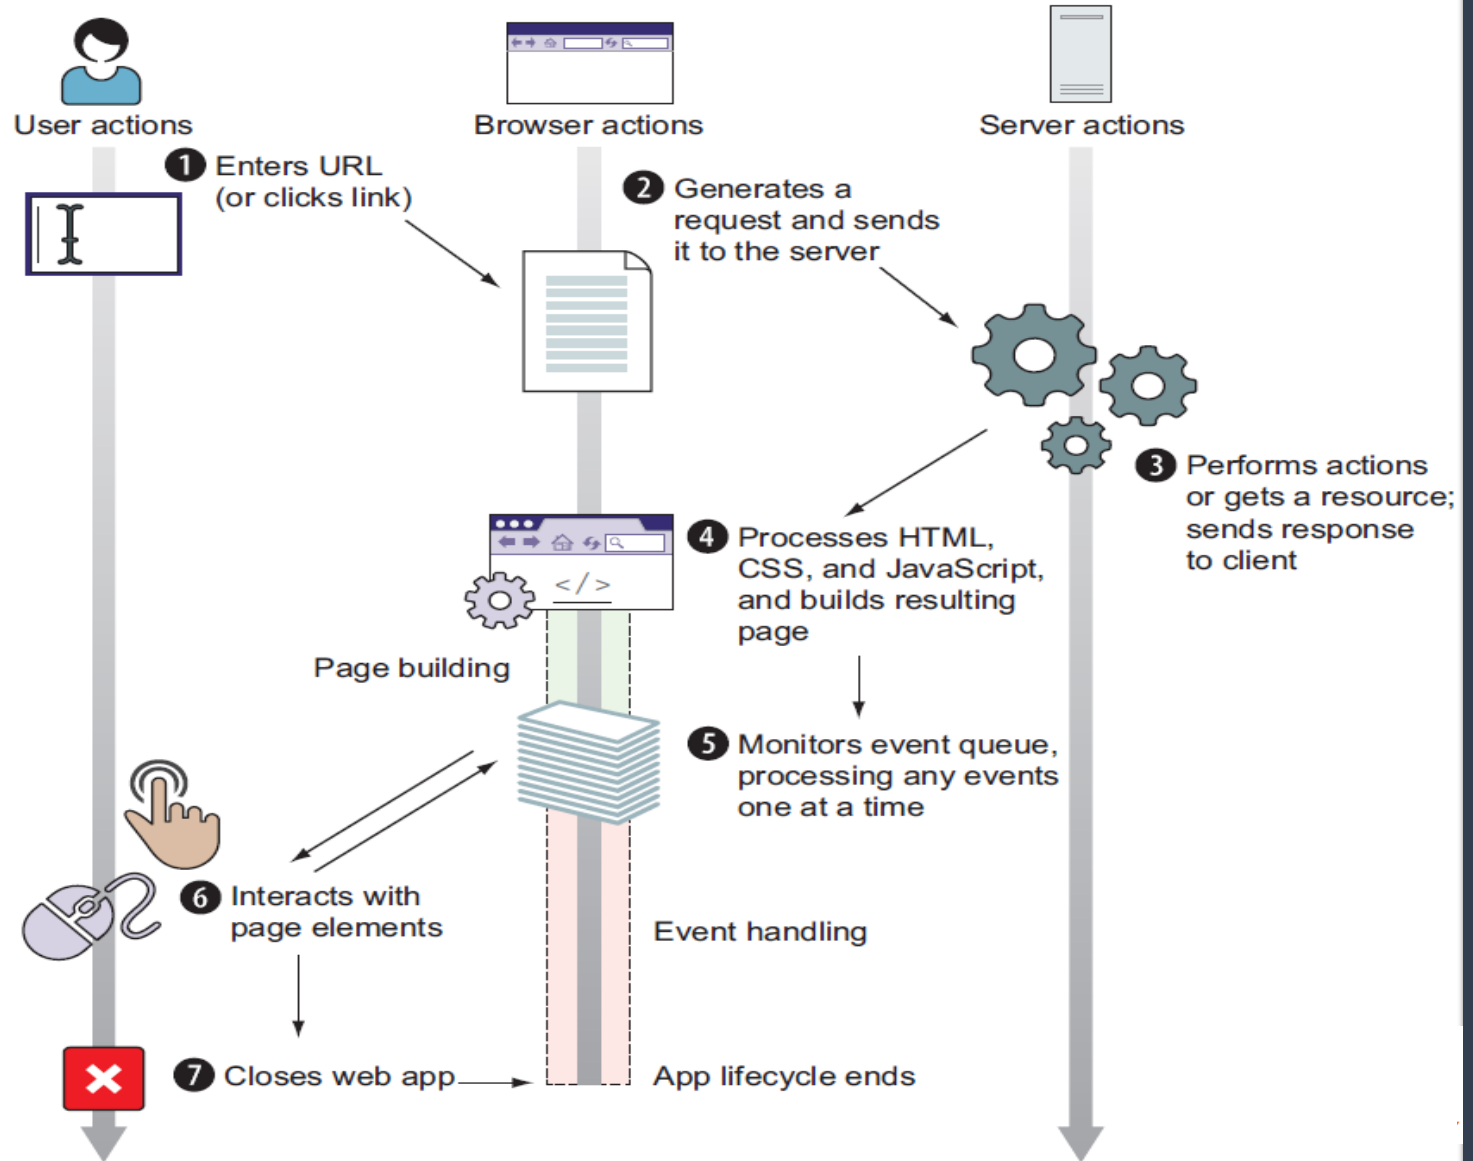 User actions
Browser actions
Server actions
1 Enters URL
(or clicks link)
2 Generates a
request and sends
it to the server
3 Performs actions
or gets a resource;
sends response
to client
4 Processes HTML,
CSS, and JavaScript,
and builds resulting
page
</>
Page building
5 Monitors event queue,
processing any events
one at a time
6 Interacts with
page elements
Event handling
7 Closes web app
App lifecycle ends